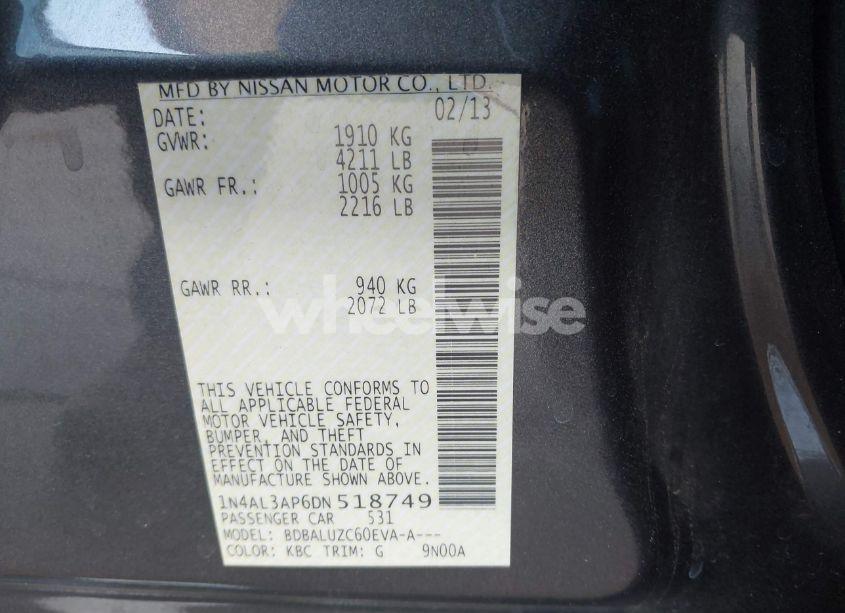 MFD BY NISSAN MOTOR CO., LTD.
DATE: 02/13
GVWR: 1910 KG
4211 LB
GAWR FR.: 1005 KG
2216 LB
GAWR RR.: 940 KG
2072 LB
wheelwise
THIS VEHICLE CONFORMS TO
ALL APPLICABLE FEDERAL
MOTOR VEHICLE SAFETY,
BUMPER, AND THEFT
PREVENTION STANDARDS IN
EFFECT ON THE DATE OF
MANUFACTURE SHOWN ABOVE.
1N4AL3AP6DN518749
PASSENGER CAR 531
MODEL: BDBALUZC60EVA-A---
COLOR: KBC TRIM: G 9N00A